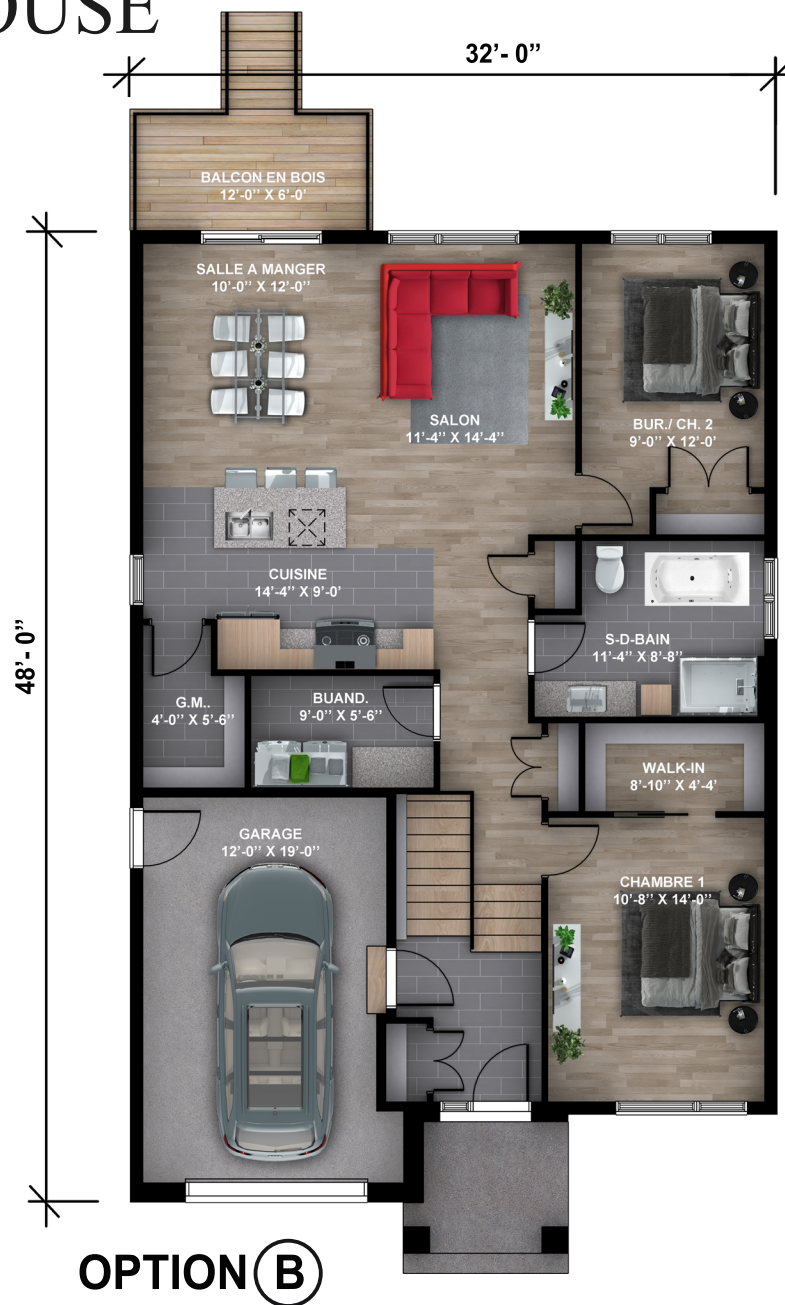 32'- 0"
BALCON EN BOIS
12'-0'' X 6'-0'
SALLE A MANGER
10'-0'' X 12'-0''
SALON
11'-4'' X 14'-4''
BUR./ CH. 2
9'-0'' X 12'-0'
CUISINE
14'-4'' X 9'-0'
48'- 0"
S-D-BAIN
11'-4'' X 8'-8''
G.M..
4'-0'' X 5'-6''
BUAND.
9'-0'' X 5'-6''
WALK-IN
8'-10'' X 4'-4'
GARAGE
12'-0'' X 19'-0''
CHAMBRE 1
10'-8'' X 14'-0''
OPTION B